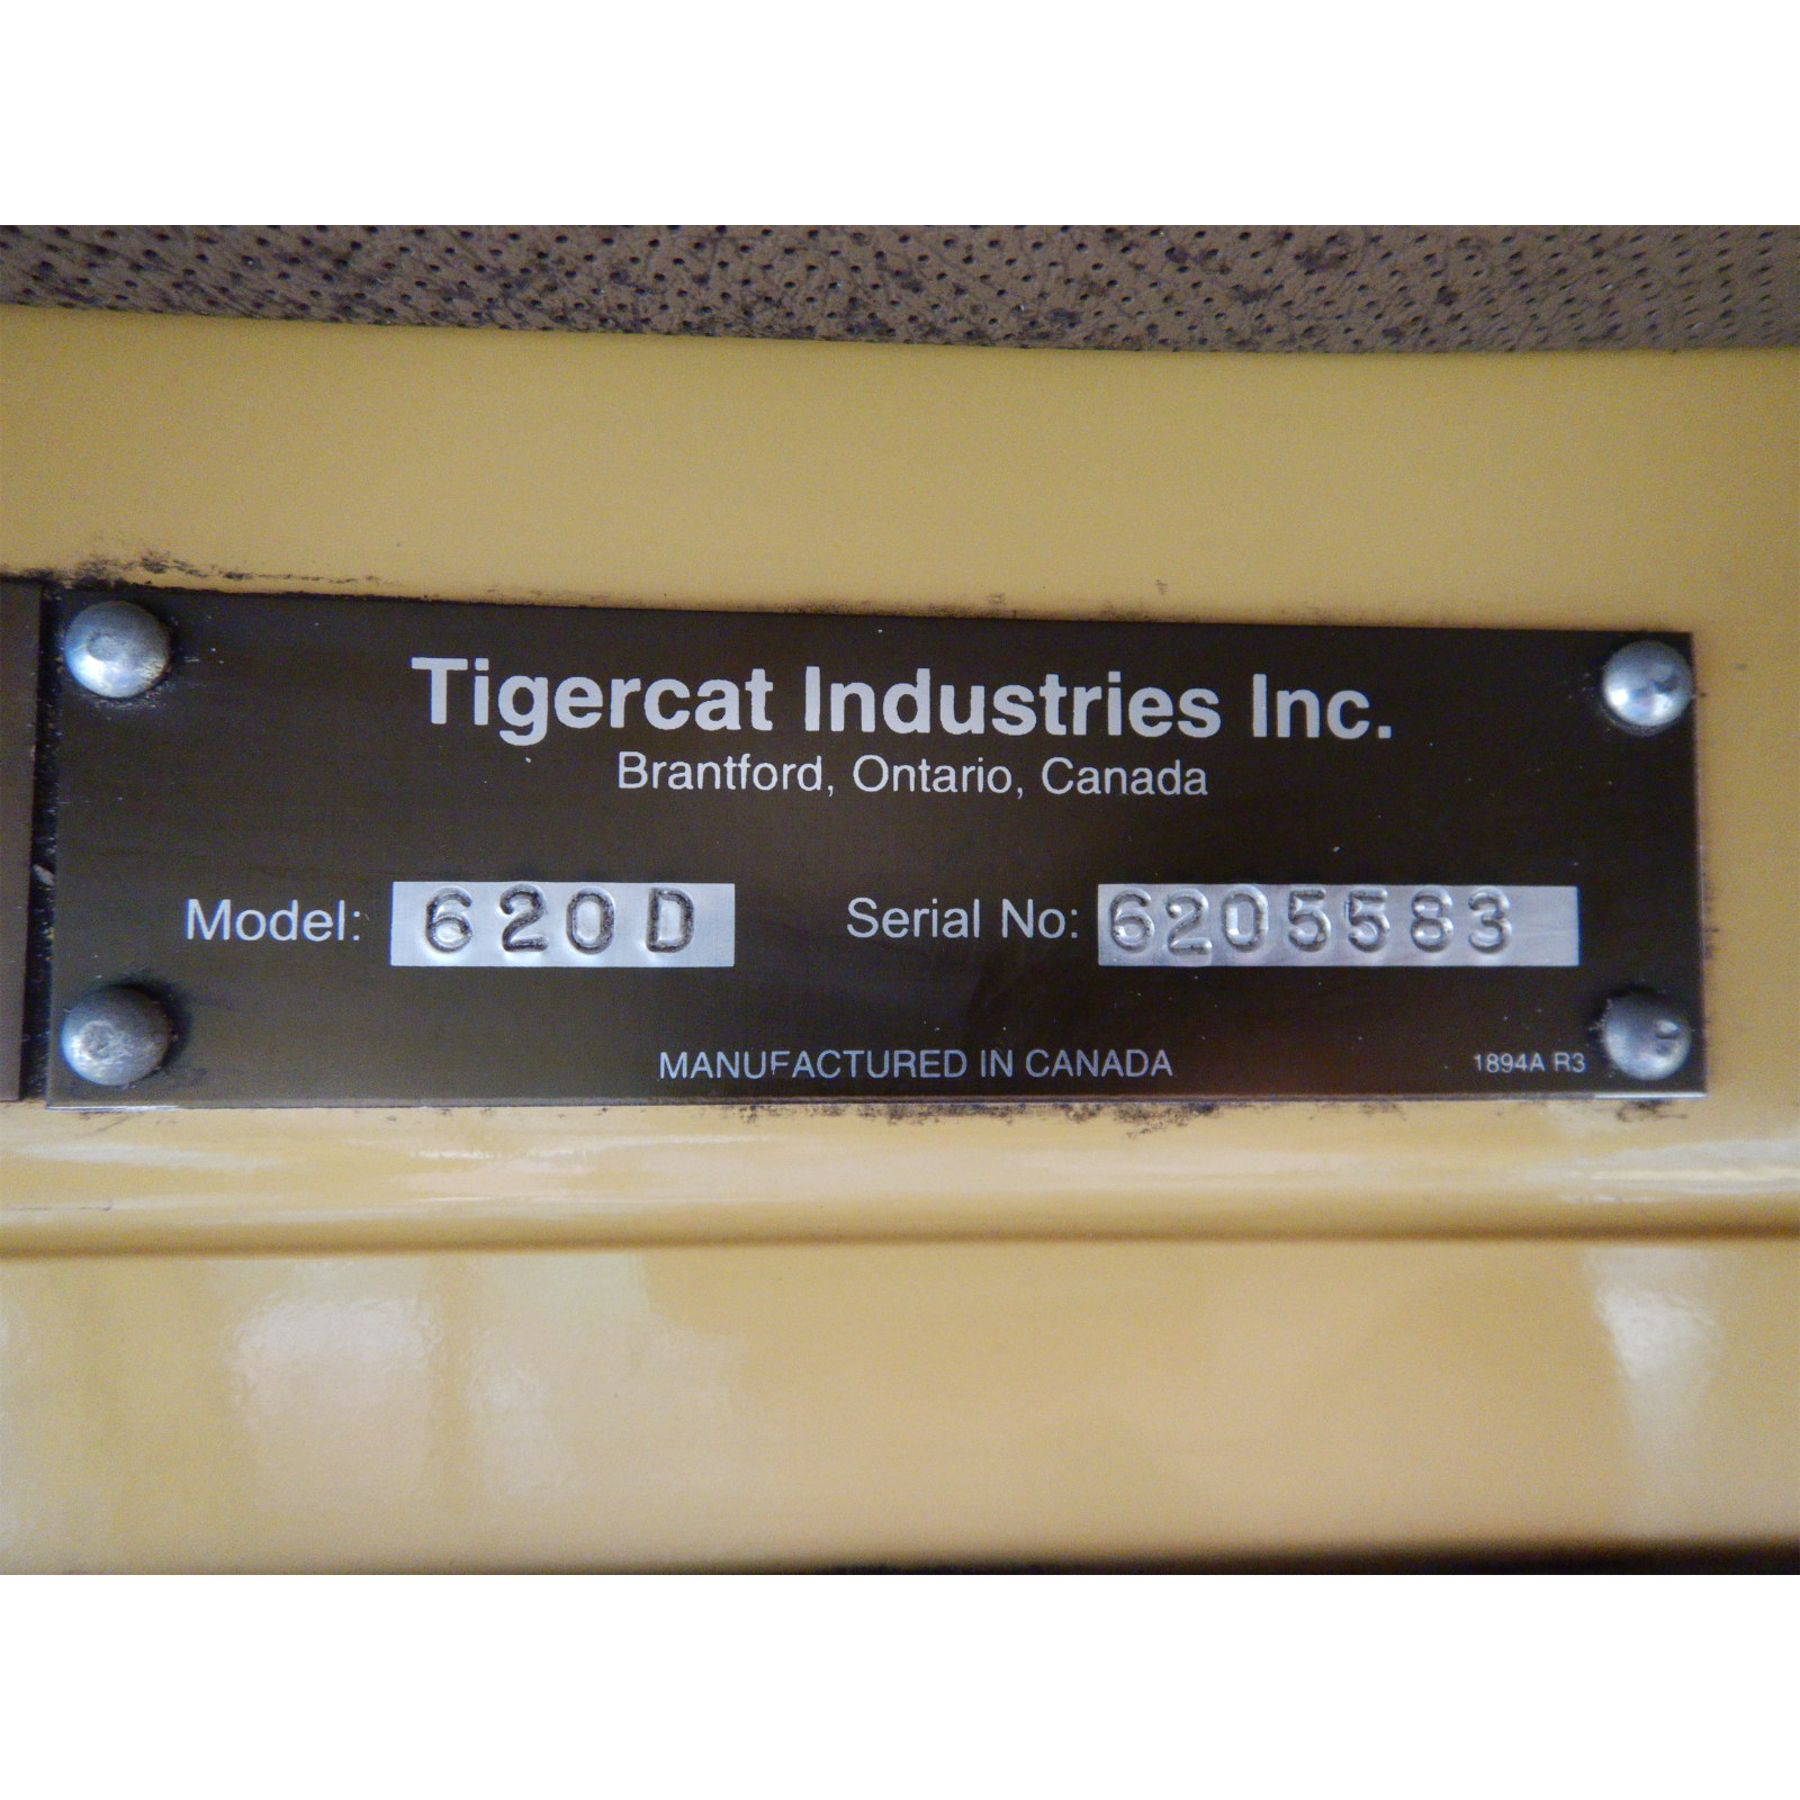 Tigercat Industries Inc.
Brantford, Ontario, Canada
Model: 620D Serial No: 6205583
MANUFACTURED IN CANADA 1894A R3